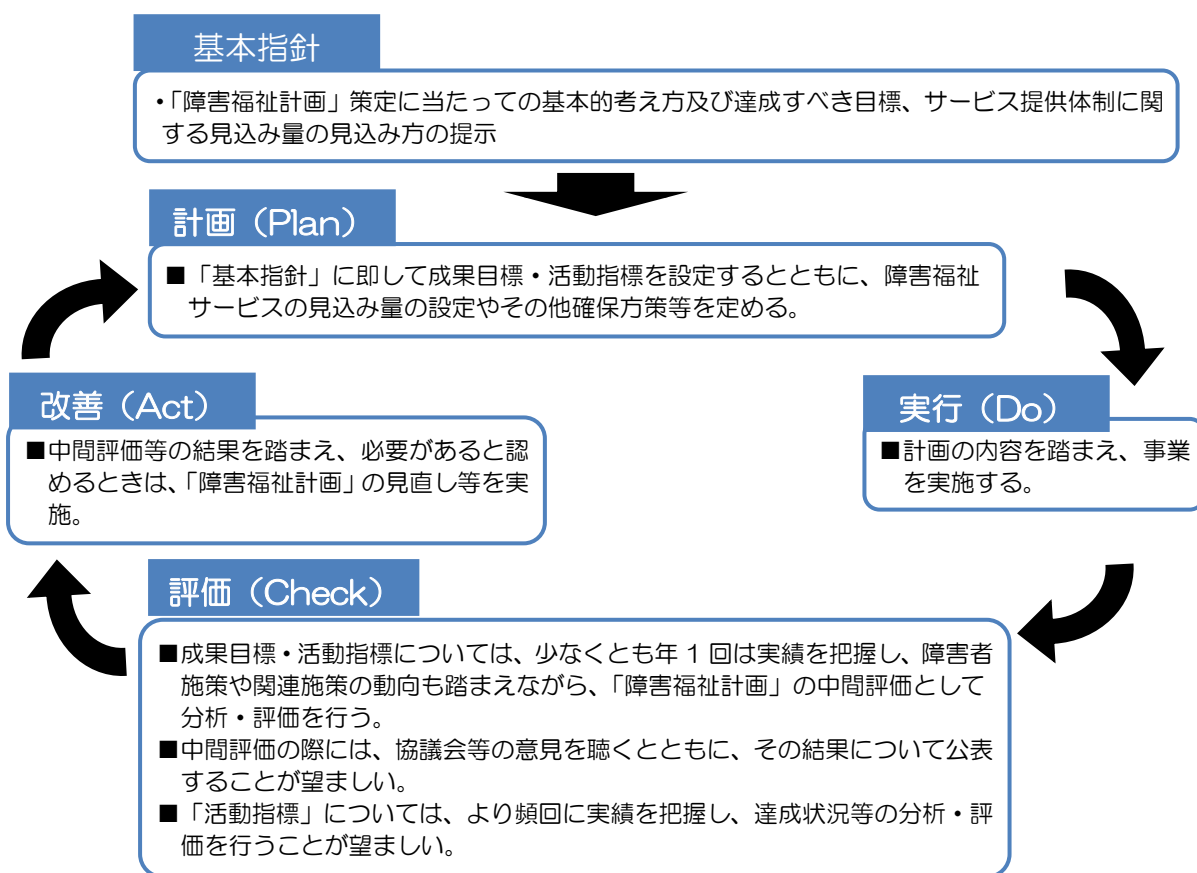 基本指針
・「障害福祉計画」策定に当たっての基本的考え方及び達成すべき目標、サービス提供体制に関
する見込み量の見込み方の提示
計画（Plan）
■「基本指針」に即して成果目標・活動指標を設定するとともに、障害福祉
サービスの見込み量の設定やその他確保方策等を定める。
改善（Act）
■中間評価等の結果を踏まえ、必要があると認
めるときは、「障害福祉計画」の見直し等を実
施。
実行（Do）
■計画の内容を踏まえ、事業
を実施する。
評価（Check）
■成果目標・活動指標については、少なくとも年 1 回は実績を把握し、障害者
施策や関連施策の動向も踏まえながら、「障害福祉計画」の中間評価として
分析・評価を行う。
■中間評価の際には、協議会等の意見を聴くとともに、その結果について公表
することが望ましい。
■「活動指標」については、より頻回に実績を把握し、達成状況等の分析・評
価を行うことが望ましい。